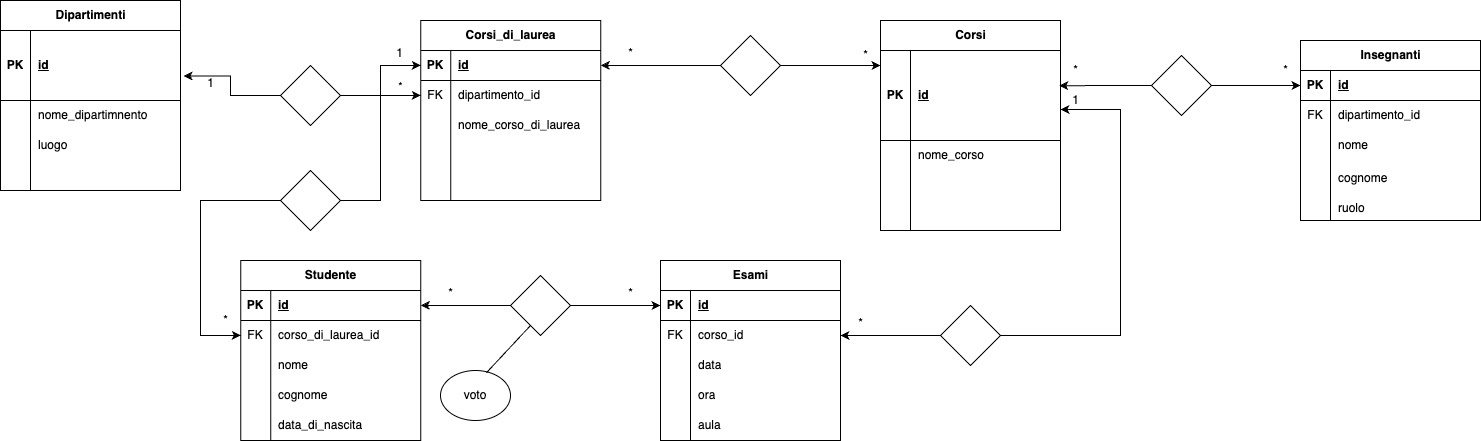 Dipartimenti
PK id
nome_dipartimnento
luogo
1
*
1
Corsi_di_laurea
PK id
FK dipartimento_id
nome_corso_di_laurea
*
*
Corsi
PK id
nome_corso
*
*
1
Insegnanti
PK id
FK dipartimento_id
nome
cognome
ruolo
*
Studente
PK id
FK corso_di_laurea_id
nome
cognome
data_di_nascita
*
*
voto
Esami
PK id
FK corso_id
data
ora
aula
*